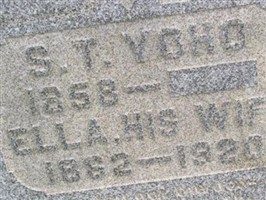 S. T. YOHO
1858 —
ELLA, HIS WIF
1862 — 1920